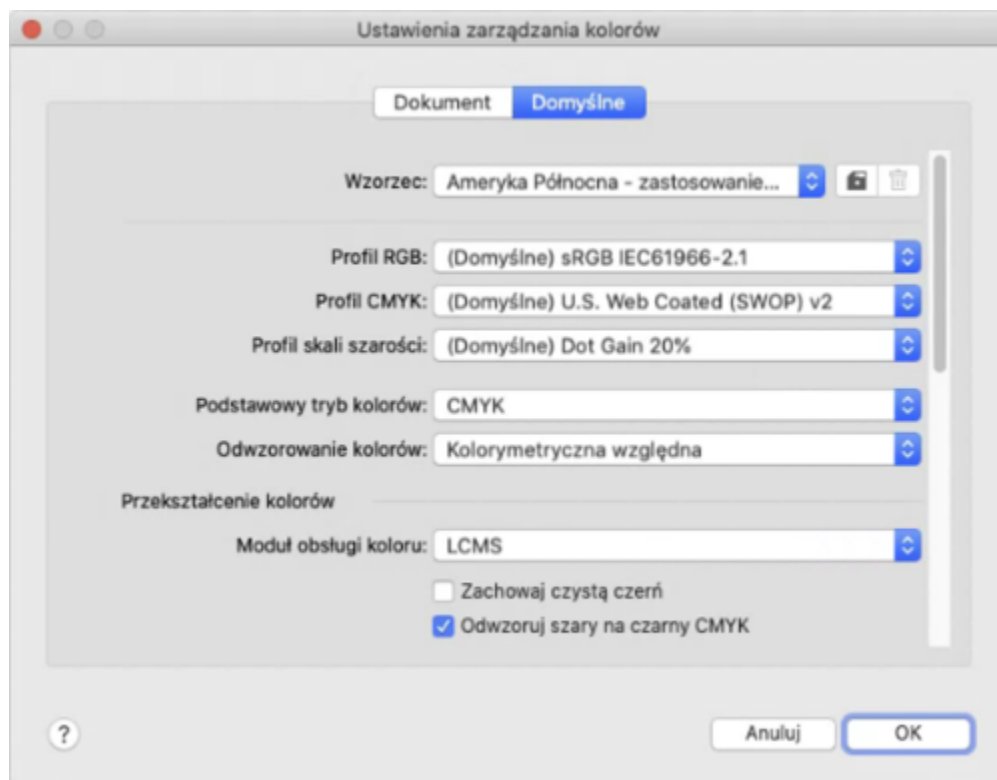 Ustawienia zarządzania kolorów
Dokument Domyślne
Wzorzec: Ameryka Północna - zastosowanie...
Profil RGB: (Domyślne) sRGB IEC61966-2.1
Profil CMYK: (Domyślne) U.S. Web Coated (SWOP) v2
Profil skali szarości: (Domyślne) Dot Gain 20%
Podstawowy tryb kolorów: CMYK
Odwzorowanie kolorów: Kolorymetryczna względna
Przekształcenie kolorów
Moduł obsługi koloru: LCMS
Zachowaj czystą czerń
Odwzoruj szary na czarny CMYK
? Anuluj OK